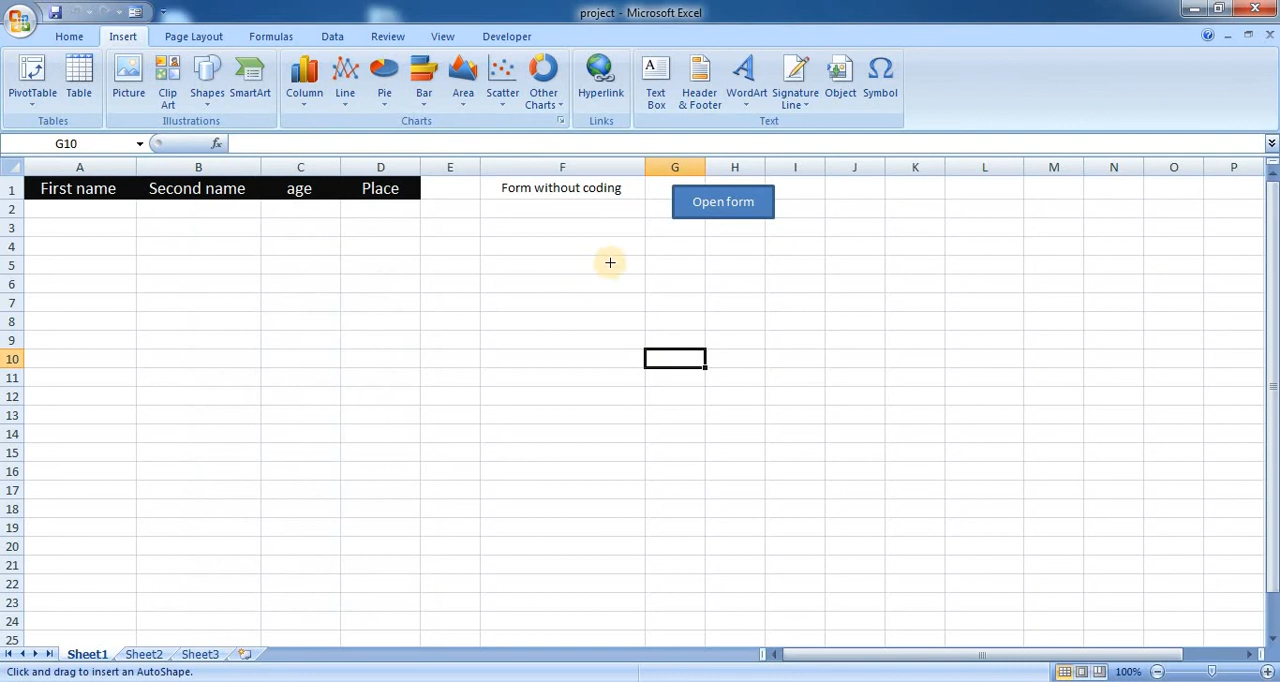 project - Microsoft Excel
Home Insert Page Layout Formulas Data Review View Developer
PivotTable Table Picture Clip Art Shapes SmartArt Column Line Pie Bar Area Scatter Other Charts Hyperlink Text Box Header & Footer WordArt Signature Line Object Symbol
Tables Illustrations Charts Links Text
G10 fx
A B C D E F G H I J K L M N O P
1 First name Second name age Place Form without coding
2 Open form
3
4
5
6
7
8
9
10
11
12
13
14
15
16
17
18
19
20
21
22
23
24
25
Sheet1 Sheet2 Sheet3
Click and drag to insert an AutoShape. 100%